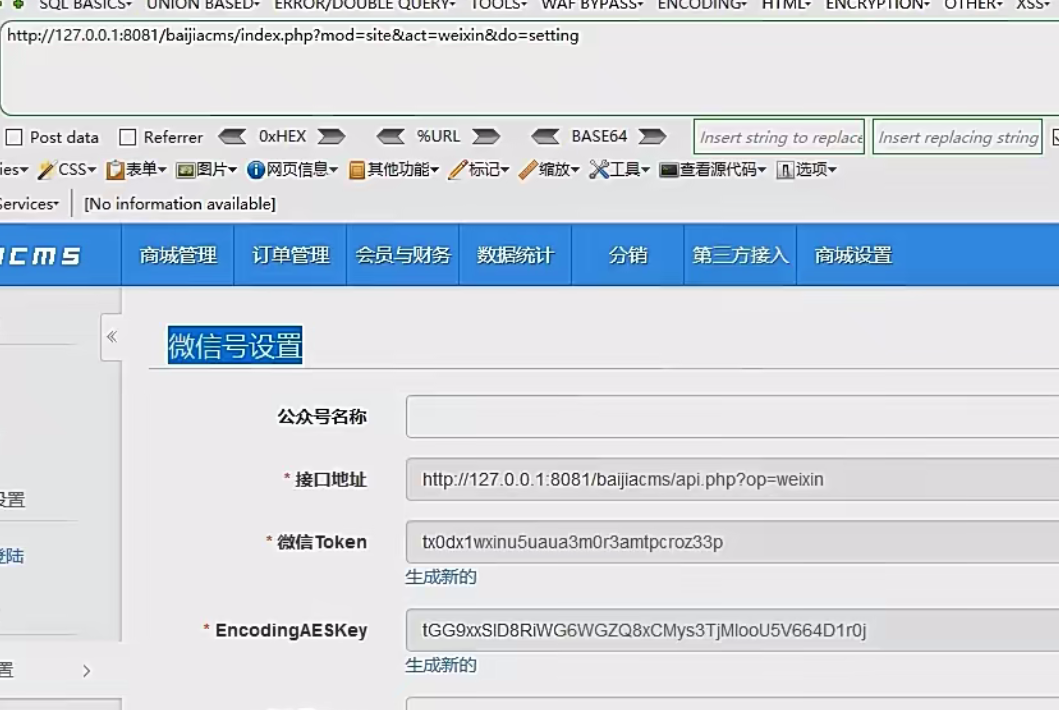 SQL BASICS UNION BASED ERROR/DOUBLE QUERY TOOLS WAF BYPASS ENCODING HTML ENCRYPTION OTHER XSS
http://127.0.0.1:8081/baijiacms/index.php?mod=site&act=weixin&do=setting
Post data Referrer 0xHEX %URL BASE64 Insert string to replace Insert replacing string
ies CSS 表单 图片 网页信息 其他功能 标记 缩放 工具 查看源代码 选项
Services [No information available]
cms 商城管理 订单管理 会员与财务 数据统计 分销 第三方接入 商城设置
«
微信号设置
公众号名称
* 接口地址 http://127.0.0.1:8081/baijiacms/api.php?op=weixin
设置
* 微信Token tx0dx1wxinu5uaua3m0r3amtpcroz33p
登陆
生成新的
* EncodingAESKey tGG9xxSlD8RiWG6WGZQ8xCMys3TjMlooU5V664D1r0j
生成新的
置